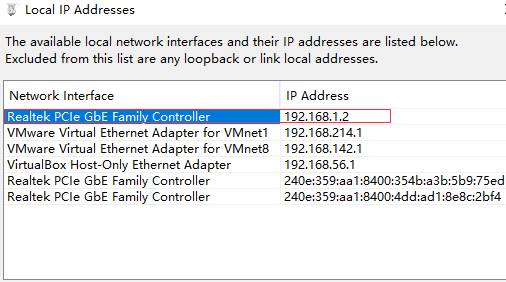 Local IP Addresses
The available local network interfaces and their IP addresses are listed below.
Excluded from this list are any loopback or link local addresses.
Network Interface IP Address
Realtek PCIe GbE Family Controller 192.168.1.2
VMware Virtual Ethernet Adapter for VMnet1 192.168.214.1
VMware Virtual Ethernet Adapter for VMnet8 192.168.142.1
VirtualBox Host-Only Ethernet Adapter 192.168.56.1
Realtek PCIe GbE Family Controller 240e:359:aa1:8400:354b:a3b:5b9:75ed
Realtek PCIe GbE Family Controller 240e:359:aa1:8400:4dd:ad1:8e8c:2bf4